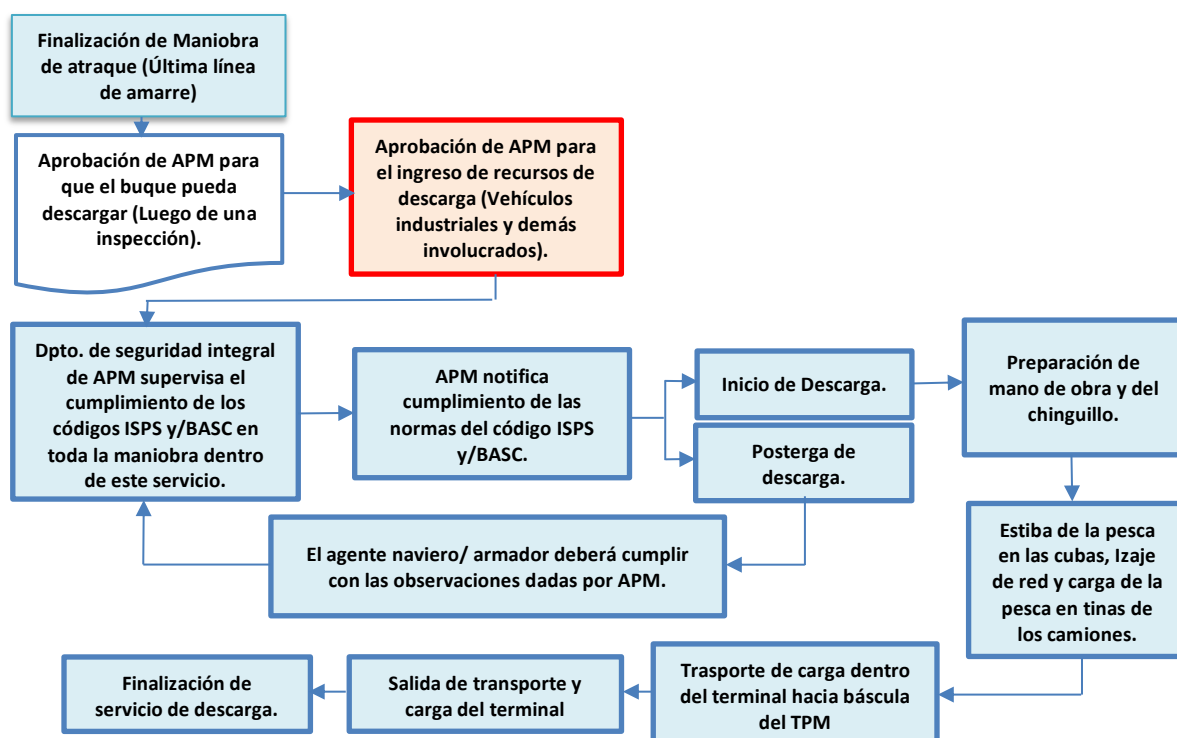 Finalización de Maniobra
de atraque (Última línea
de amarre)
Aprobación de APM para
que el buque pueda
descargar (Luego de una
inspección).
Aprobación de APM para
el ingreso de recursos de
descarga (Vehículos
industriales y demás
involucrados).
Dpto. de seguridad integral
de APM supervisa el
cumplimiento de los
códigos ISPS y/BASC en
toda la maniobra dentro
de este servicio.
APM notifica
cumplimiento de las
normas del código ISPS
y/BASC.
Inicio de Descarga.
Posterga de
descarga.
Preparación de
mano de obra y del
chinguillo.
El agente naviero/ armador deberá cumplir
con las observaciones dadas por APM.
Estiba de la pesca
en las cubas, Izaje
de red y carga de la
pesca en tinas de
los camiones.
Trasporte de carga dentro
del terminal hacia báscula
del TPM
Salida de transporte y
carga del terminal
Finalización de
servicio de descarga.